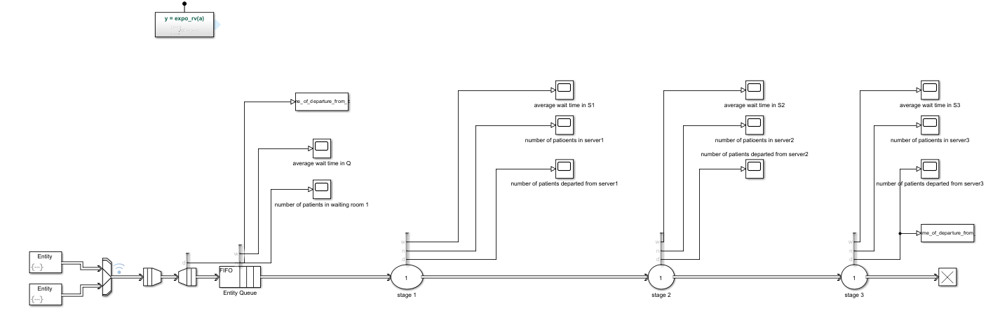 y = expo_rv(a)
average wait time in S1
average wait time in S2
average wait time in S3
me_of_departure_from_
number of patioents in server1
number of patioents in server2
number of patioents in server3
number of patients departed from server2
average wait time in Q
number of patients departed from server1
number of patients departed from server3
number of patients in waiting room 1
me_of_departure_from_
w
n
d
w
n
d
w
n
d
w
d
Entity
{...}
FIFO
1
1
1
Entity
{...}
Entity Queue
stage 1
stage 2
stage 3